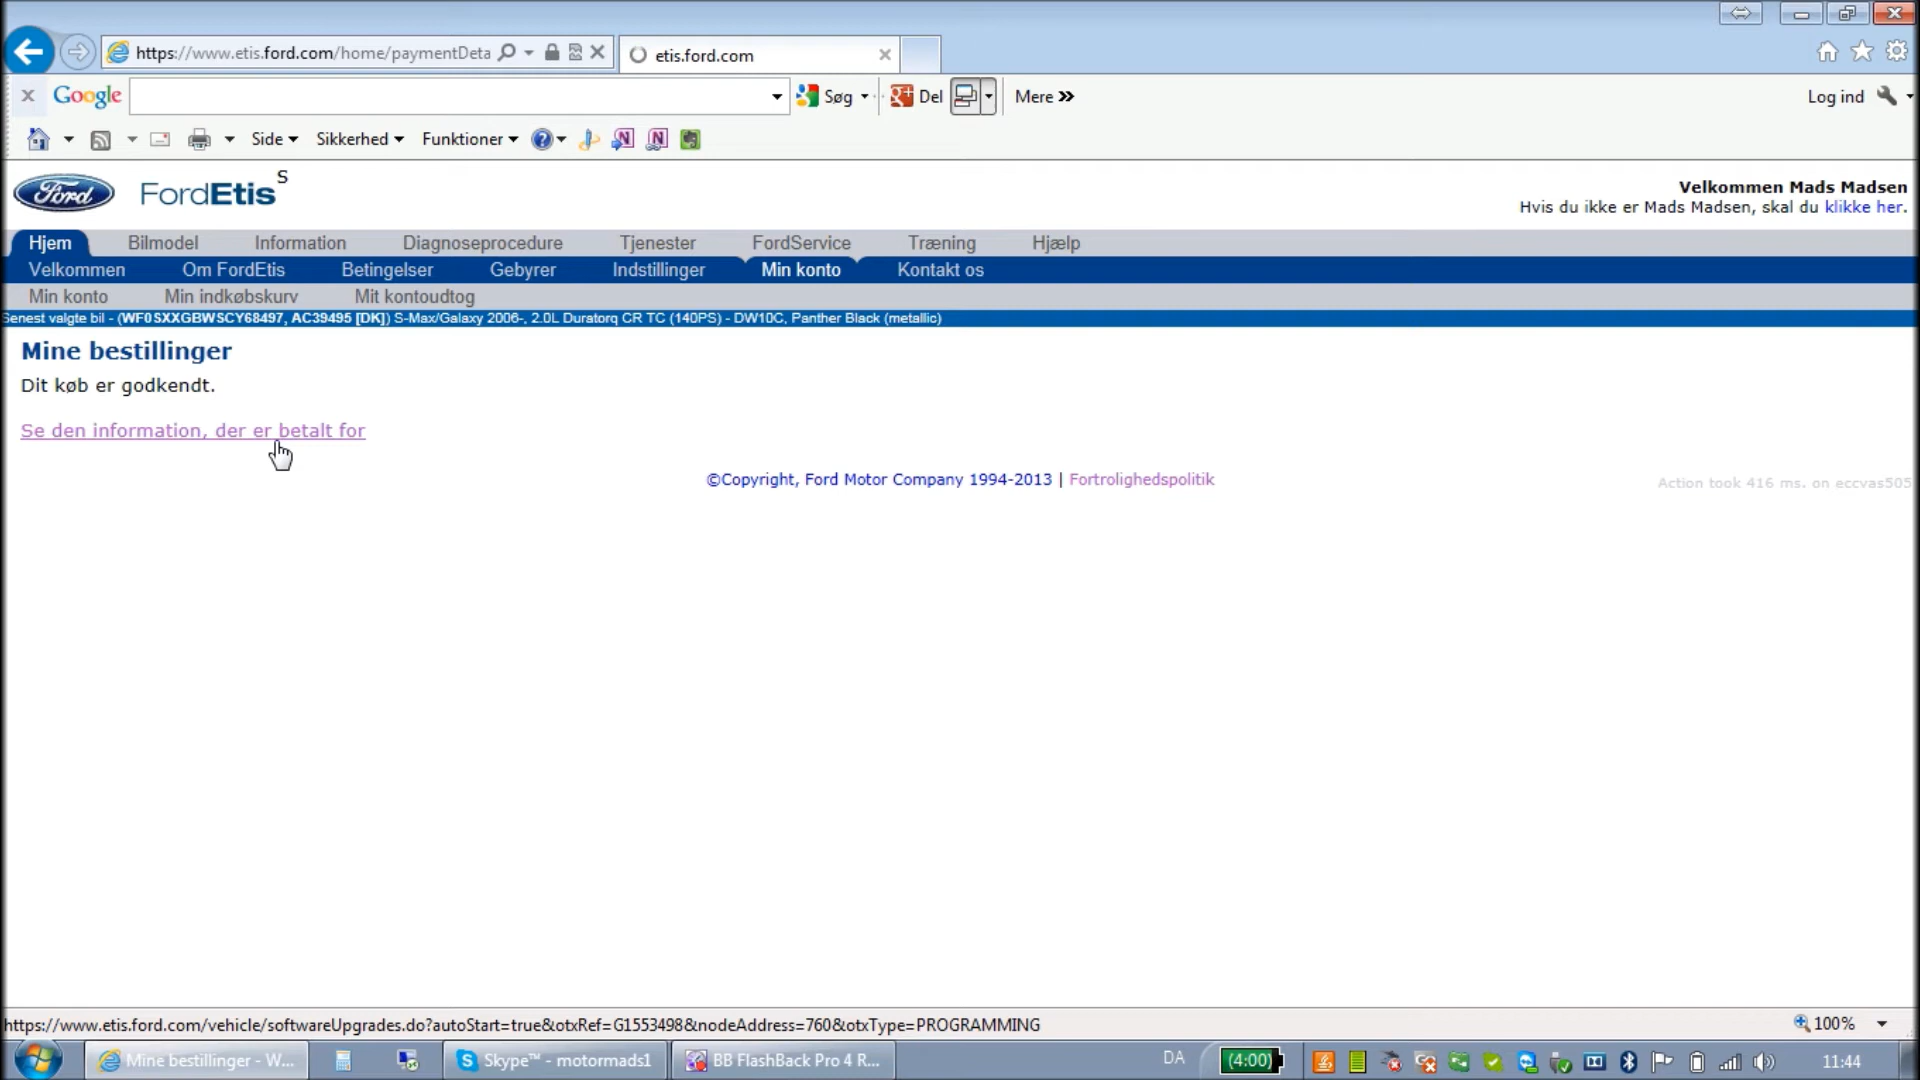 https://www.etis.ford.com/home/paymentDeta
etis.ford.com
Google
Søg
Del
Mere »
Log ind
Side
Sikkerhed
Funktioner
Ford
FordEtis
S
Velkommen Mads Madsen
Hvis du ikke er Mads Madsen, skal du klikke her.
Hjem Bilmodel Information Diagnoseprocedure Tjenester FordService Træning Hjælp
Velkommen Om FordEtis Betingelser Gebyrer Indstillinger Min konto Kontakt os
Min konto Min indkøbskurv Mit kontoudtog
Senest valgte bil - (WF0SXXGBWSCY68497, AC39495 [DK]) S-Max/Galaxy 2006-, 2.0L Duratorq CR TC (140PS) - DW10C, Panther Black (metallic)
Mine bestillinger
Dit køb er godkendt.
Se den information, der er betalt for
©Copyright, Ford Motor Company 1994-2013 | Fortrolighedspolitik
Action took 416 ms. on eccvas505
https://www.etis.ford.com/vehicle/softwareUpgrades.do?autoStart=true&otxRef=G1553498&nodeAddress=760&otxType=PROGRAMMING
100%
Mine bestillinger - W...
Skype™ - motormads1
BB FlashBack Pro 4 R...
DA
(4:00)
11:44